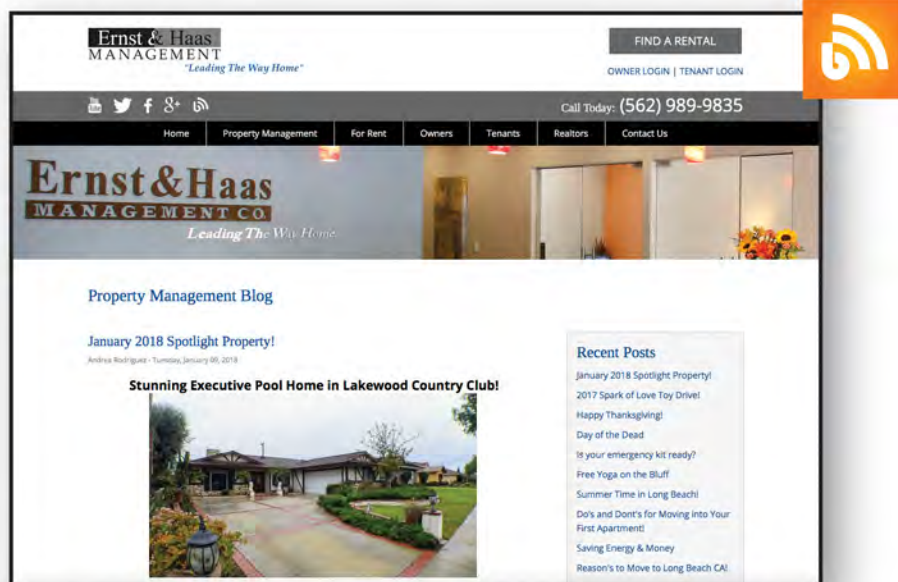 Ernst & Haas
MANAGEMENT
"Leading The Way Home"
FIND A RENTAL
OWNER LOGIN | TENANT LOGIN
Call Today: (562) 989-9835
Home Property Management For Rent Owners Tenants Realtors Contact Us
Ernst & Haas
MANAGEMENT CO.
Leading The Way Home
Property Management Blog
January 2018 Spotlight Property!
Andrea Rodriguez - Tuesday, January 09, 2018
Stunning Executive Pool Home in Lakewood Country Club!
Recent Posts
January 2018 Spotlight Property!
2017 Spark of Love Toy Drive!
Happy Thanksgiving!
Day of the Dead
Is your emergency kit ready?
Free Yoga on the Bluff
Summer Time in Long Beach!
Do's and Dont's for Moving into Your
First Apartment!
Saving Energy & Money
Reason's to Move to Long Beach CA!